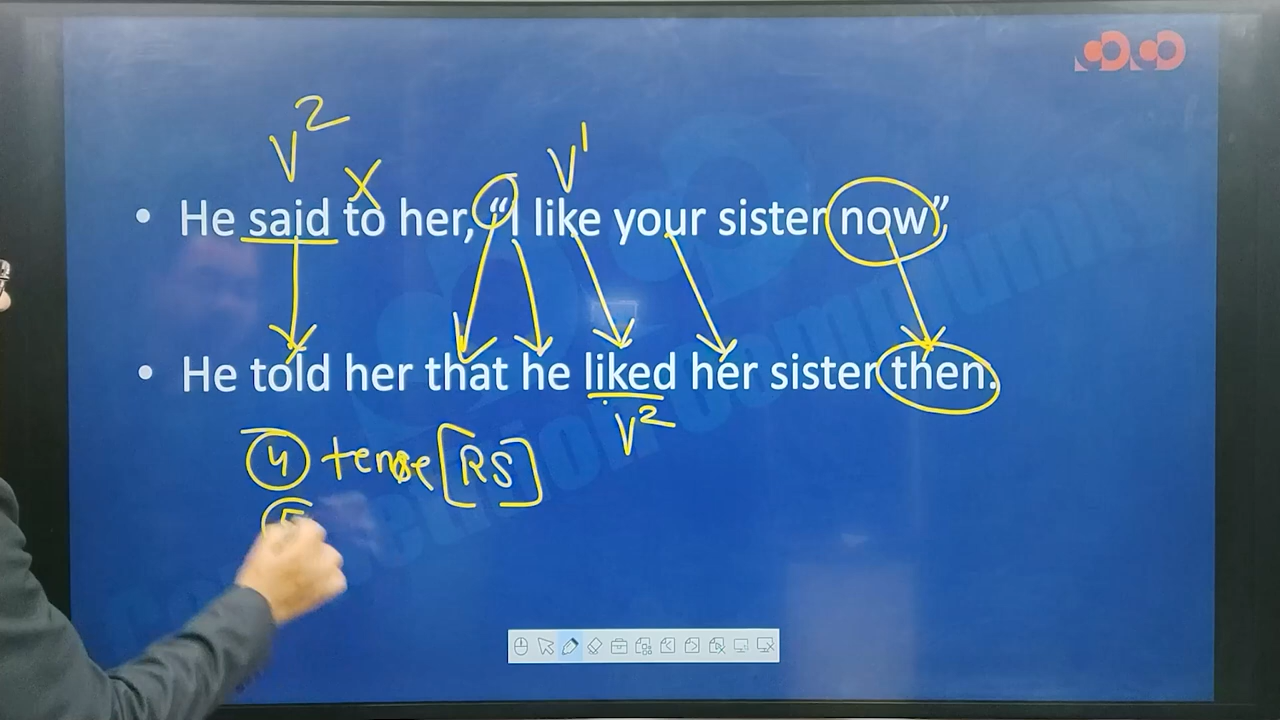 V²
X
V¹
• He said to her, “I like your sister now”,
• He told her that he liked her sister then.
V²
④ tense [RS]